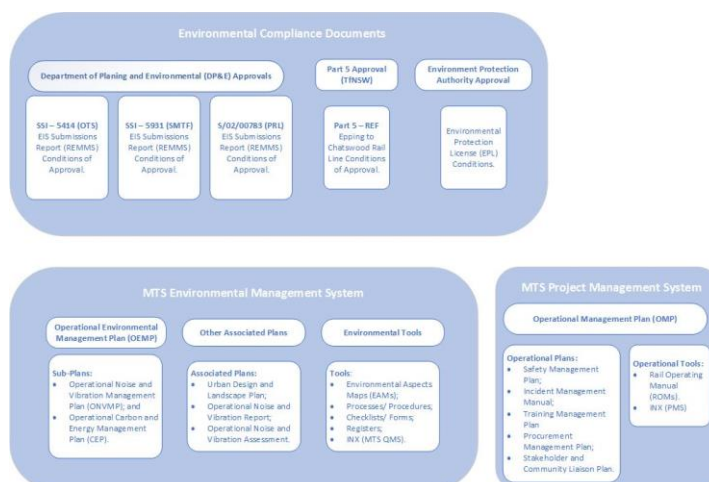 Environmental Compliance Documents
Department of Planing and Environmental (DP&E) Approvals
Part 5 Approval
(TfNSW)
Environment Protection
Authority Approval
SSI – 5414 (OTS)
EIS Submissions
Report (REMMS)
Conditions of
Approval.
SSI – 5931 (SMTF)
EIS Submissions
Report (REMMS)
Conditions of
Approval.
S/02/00783 (PRL)
EIS Submissions
Report (REMMS)
Conditions of
Approval.
Part 5 – REF
Epping to
Chatswood Rail
Line Conditions
of Approval.
Environmental
Protection
License (EPL)
Conditions.
MTS Environmental Management System
Operational Environmental
Management Plan (OEMP)
Other Associated Plans
Environmental Tools
Sub-Plans:
• Operational Noise and
Vibration Management
Plan (ONVMP); and
• Operational Carbon and
Energy Management
Plan (CEP).
Associated Plans:
• Urban Design and
Landscape Plan;
• Operational Noise and
Vibration Report;
• Operational Noise and
Vibration Assessment.
Tools:
• Environmental Aspects
Maps (EAMs);
• Processes/ Procedures;
• Checklists/ Forms;
• Registers;
• INX (MTS QMS).
MTS Project Management System
Operational Management Plan (OMP)
Operational Plans:
• Safety Management
Plan;
• Incident Management
Manual;
• Training Management
Plan
• Procurement
Management Plan;
• Stakeholder and
Community Liaison Plan.
Operational Tools:
• Rail Operating
Manual
(ROMs).
• INX (PMS)